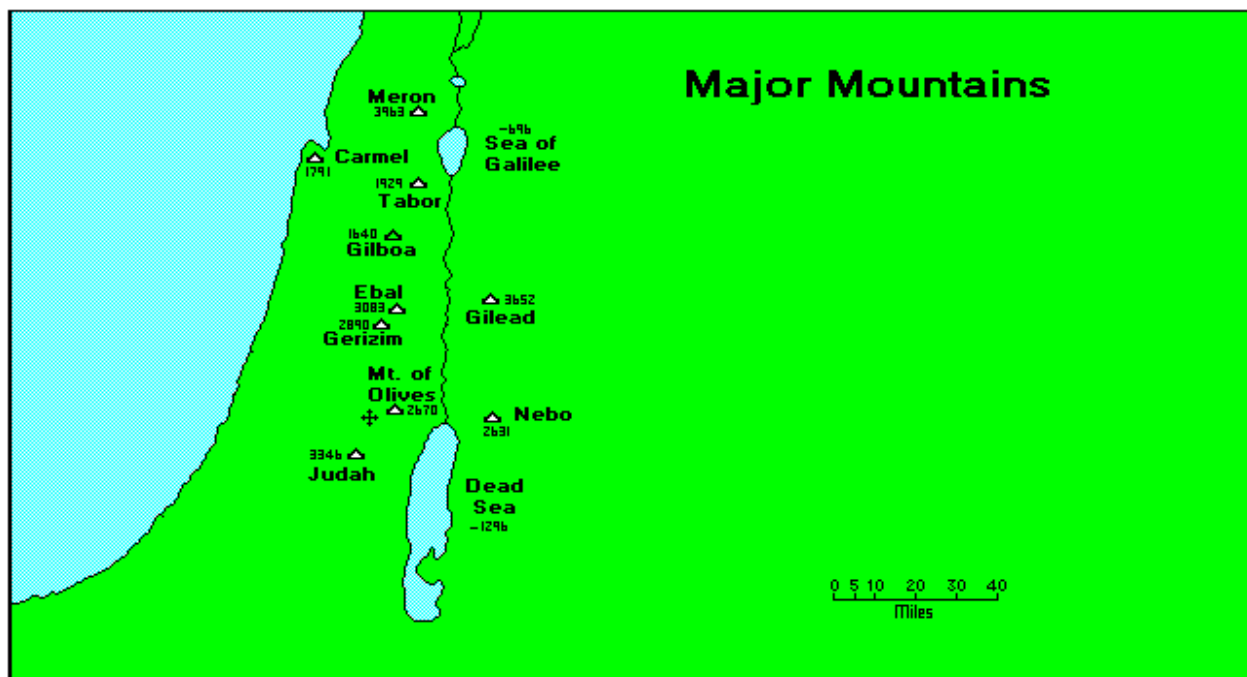 Major Mountains
Meron
3963
-696
Sea of
Galilee
Carmel
1791
1929
Tabor
1640
Gilboa
Ebal
3083
2890
Gerizim
3652
Gilead
Mt. of
Olives
2670
Nebo
2631
3346
Judah
Dead
Sea
-1296
0 5 10 20 30 40
Miles